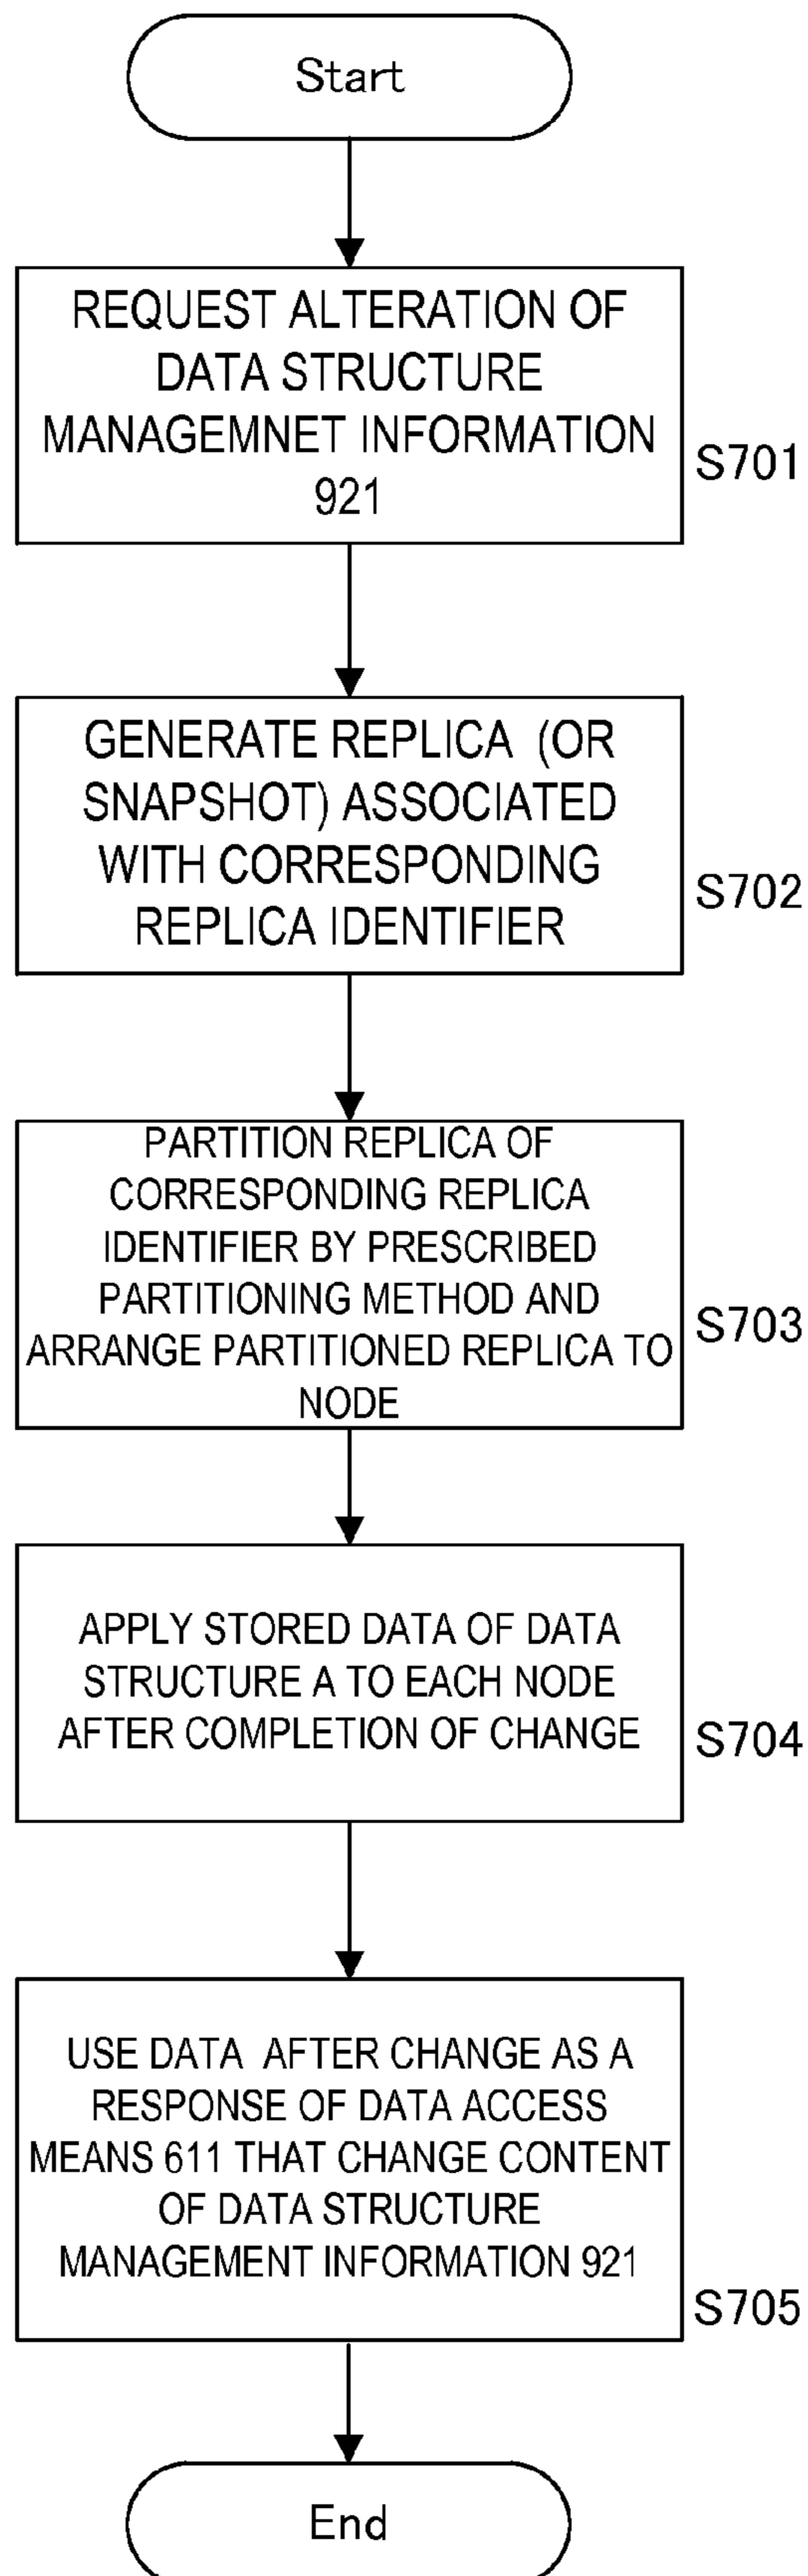 Start
REQUEST ALTERATION OF
DATA STRUCTURE
MANAGEMNET INFORMATION
921
S701
GENERATE REPLICA (OR
SNAPSHOT) ASSOCIATED
WITH CORRESPONDING
REPLICA IDENTIFIER
S702
PARTITION REPLICA OF
CORRESPONDING REPLICA
IDENTIFIER BY PRESCRIBED
PARTITIONING METHOD AND
ARRANGE PARTITIONED REPLICA TO
NODE
S703
APPLY STORED DATA OF DATA
STRUCTURE A TO EACH NODE
AFTER COMPLETION OF CHANGE
S704
USE DATA AFTER CHANGE AS A
RESPONSE OF DATA ACCESS
MEANS 611 THAT CHANGE CONTENT
OF DATA STRUCTURE
MANAGEMENT INFORMATION 921
S705
End